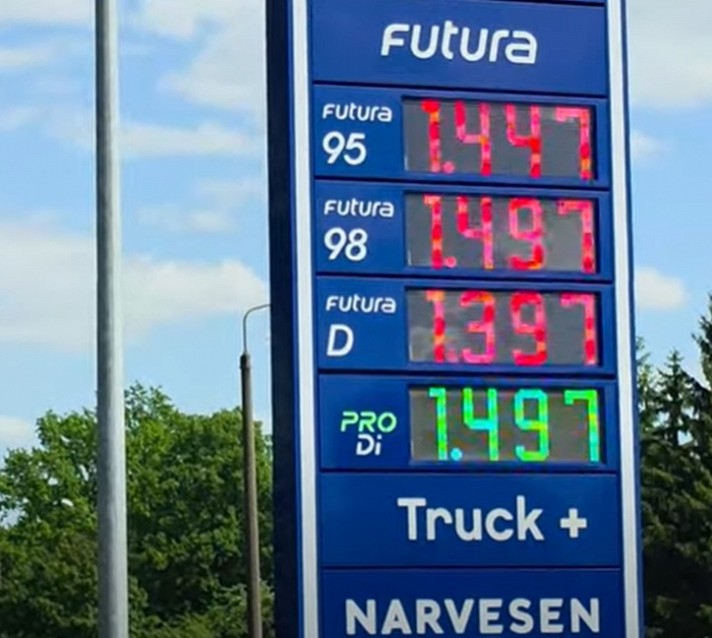 Futura
Futura
95
1.447
Futura
98
1.497
Futura
D
1.397
PRO
Di
1.497
Truck +
NARVESEN